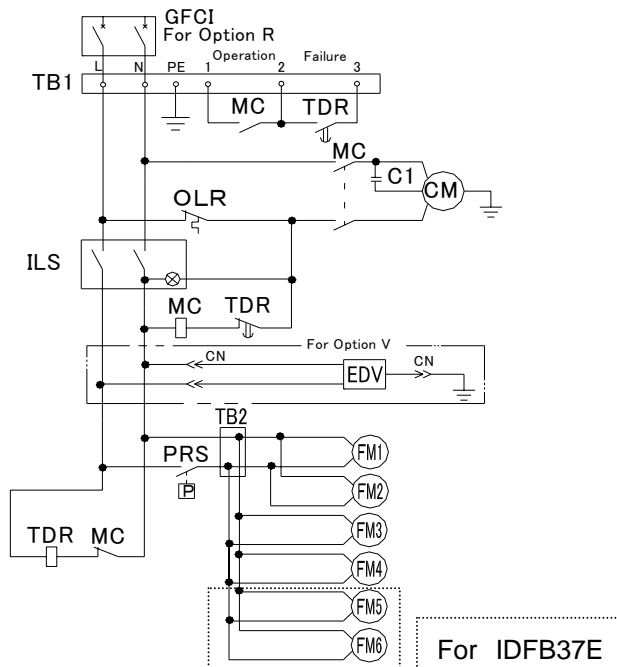 GFCI
For Option R
L N PE 1 Operation 2 Failure 3
TB1
MC TDR
MC
C1
CM
OLR
ILS
MC TDR
For Option V
CN
CN
EDV
TB2
PRS
P
FM1
FM2
FM3
TDR MC
FM4
FM5
FM6
For IDFB37E